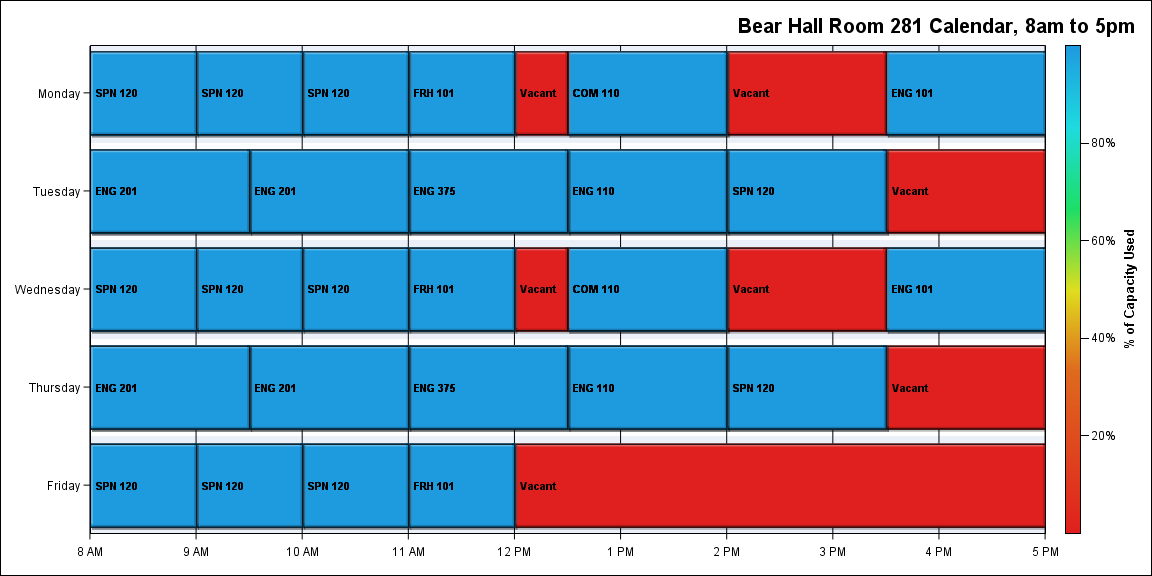 Bear Hall Room 281 Calendar, 8am to 5pm
Monday
SPN 120
SPN 120
SPN 120
FRH 101
Vacant
COM 110
Vacant
ENG 101
Tuesday
ENG 201
ENG 201
ENG 375
ENG 110
SPN 120
Vacant
Wednesday
SPN 120
SPN 120
SPN 120
FRH 101
Vacant
COM 110
Vacant
ENG 101
Thursday
ENG 201
ENG 201
ENG 375
ENG 110
SPN 120
Vacant
Friday
SPN 120
SPN 120
SPN 120
FRH 101
Vacant
8 AM
9 AM
10 AM
11 AM
12 PM
1 PM
2 PM
3 PM
4 PM
5 PM
80%
60%
40%
20%
% of Capacity Used